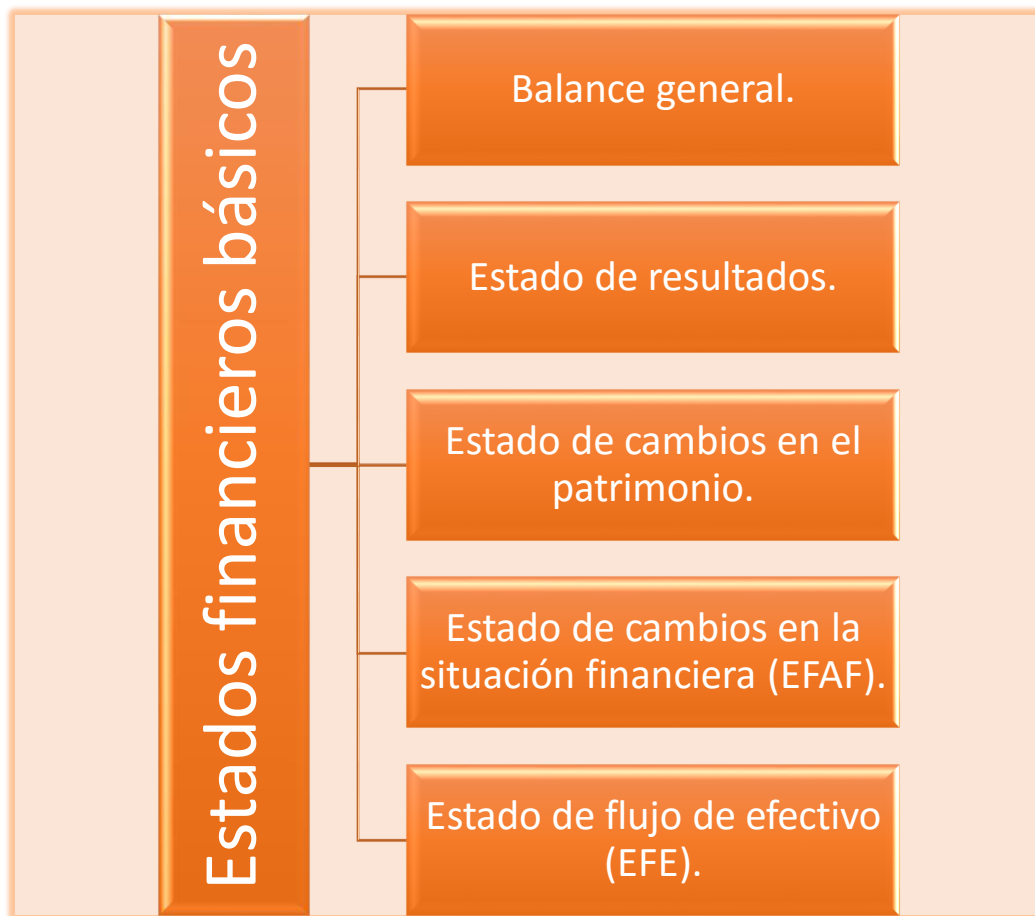 Estados financieros básicos
Balance general.
Estado de resultados.
Estado de cambios en el
patrimonio.
Estado de cambios en la
situación financiera (EFAF).
Estado de flujo de efectivo
(EFE).